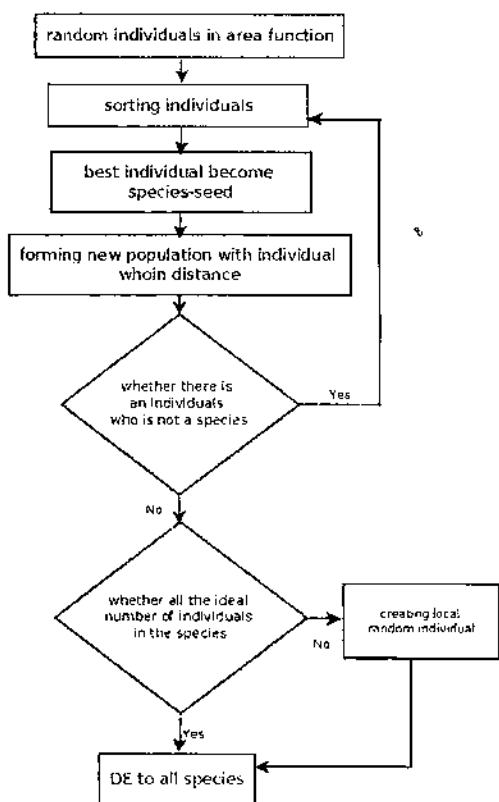 random individuals in area function
sorting individuals
best individual become
species-seed
forming new population with individual
whoin distance
whether there is
an individuals
who is not a species
Yes
No
whether all the ideal
number of individuals
in the species
No
creating local
random individual
Yes
DE to all species